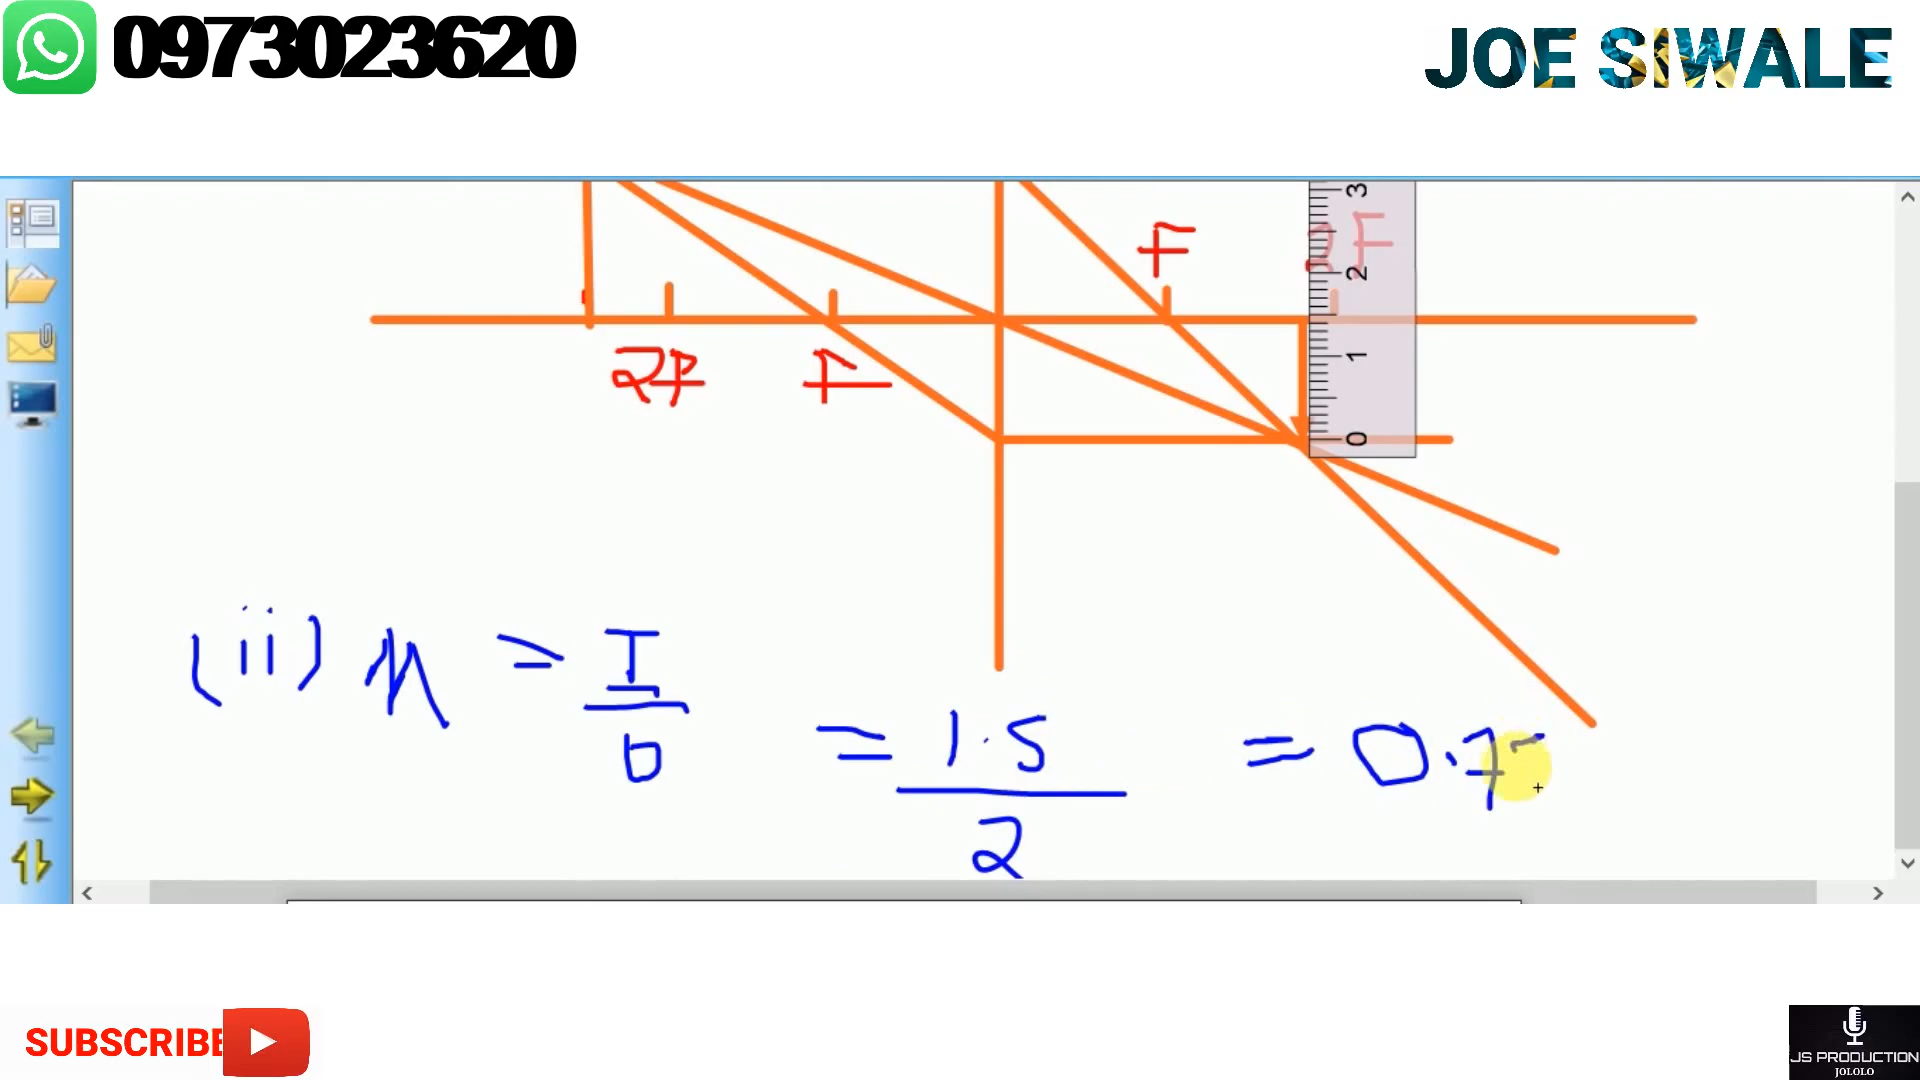 0973023620
JOE SIWALE
3
F
2F
2
1
2F
F
0
(ii) M = I/O
= 1.5/2 = 0.75
SUBSCRIBE
JS PRODUCTION
JOLOLO